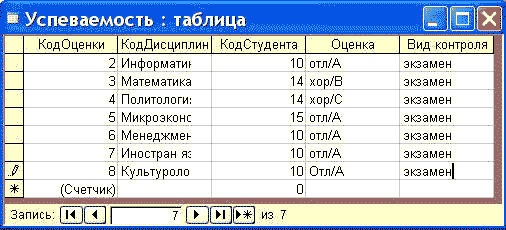 Успеваемость : таблица
КодОценки КодДисциплин КодСтудента Оценка Вид контроля
2 Информатик 10 отл/A экзамен
3 Математика 14 хор/B экзамен
4 Политологи 14 хор/C экзамен
5 Микроэконо 15 отл/A экзамен
6 Менеджмен 10 отл/A экзамен
7 Иностран яз 10 отл/A экзамен
8 Культуроло 10 Отл/A экзамен
(Счетчик) 0
Запись: 7 из 7